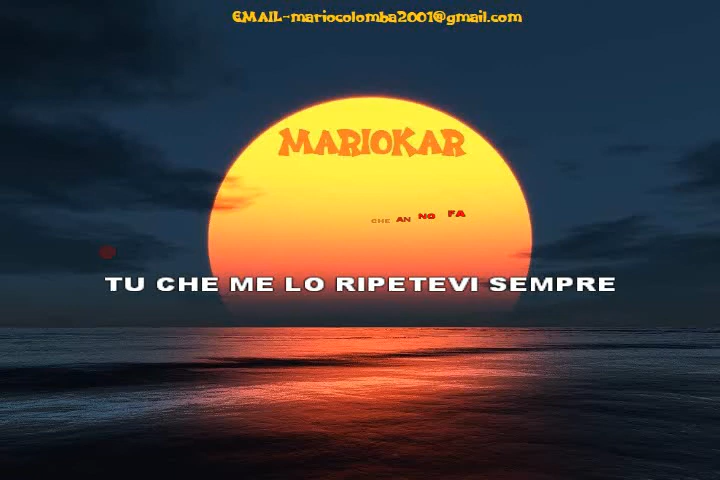 EMAIL-mariocolomba2001@gmail.com
MARIOKAR
CHE AN NO FA
TU CHE ME LO RIPETEVI SEMPRE